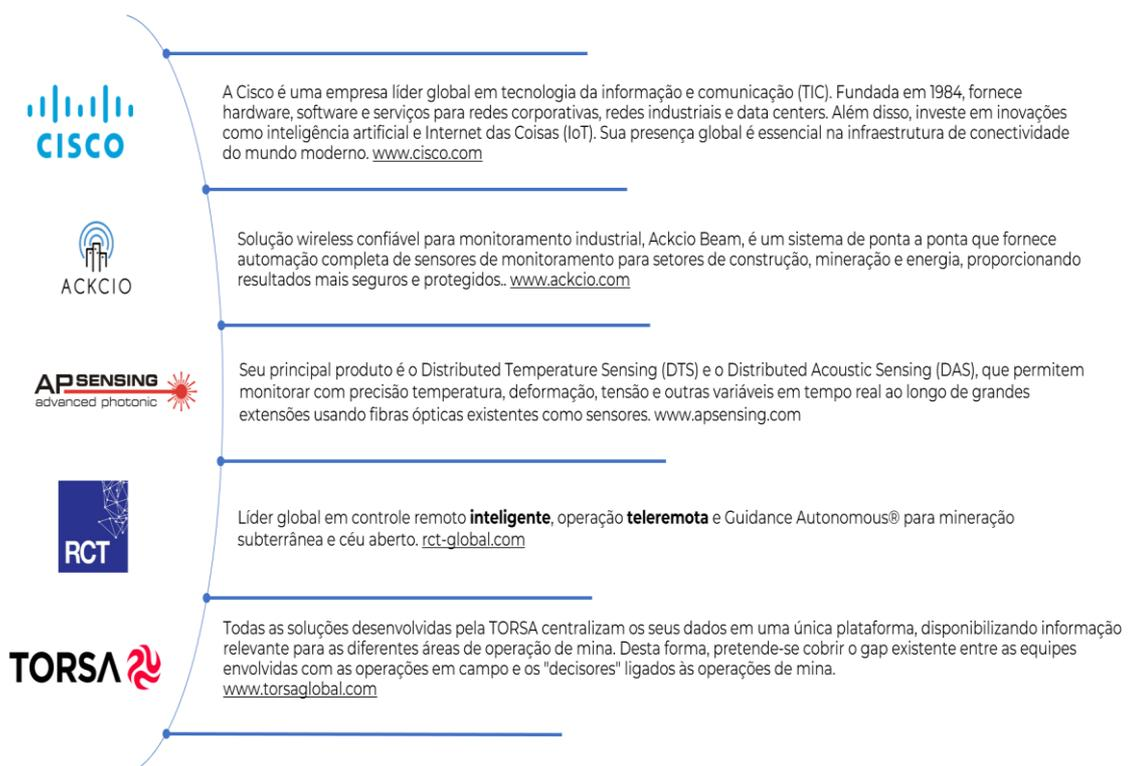 CISCO
A Cisco é uma empresa líder global em tecnologia da informação e comunicação (TIC). Fundada em 1984, fornece
hardware, software e serviços para redes corporativas, redes industriais e data centers. Além disso, investe em inovações
como inteligência artificial e Internet das Coisas (IoT). Sua presença global é essencial na infraestrutura de conectividade
do mundo moderno. www.cisco.com
ACKCIO
Solução wireless confiável para monitoramento industrial, Ackcio Beam, é um sistema de ponta a ponta que fornece
automação completa de sensores de monitoramento para setores de construção, mineração e energia, proporcionando
resultados mais seguros e protegidos.. www.ackcio.com
AP SENSING
advanced photonic
Seu principal produto é o Distributed Temperature Sensing (DTS) e o Distributed Acoustic Sensing (DAS), que permitem
monitorar com precisão temperatura, deformação, tensão e outras variáveis em tempo real ao longo de grandes
extensões usando fibras ópticas existentes como sensores. www.apsensing.com
RCT
Líder global em controle remoto inteligente, operação teleremota e Guidance Autonomous® para mineração
subterrânea e céu aberto. rct-global.com
TORSA
Todas as soluções desenvolvidas pela TORSA centralizam os seus dados em uma única plataforma, disponibilizando informação
relevante para as diferentes áreas de operação de mina. Desta forma, pretende-se cobrir o gap existente entre as equipes
envolvidas com as operações em campo e os "decisores" ligados às operações de mina.
www.torsaglobal.com